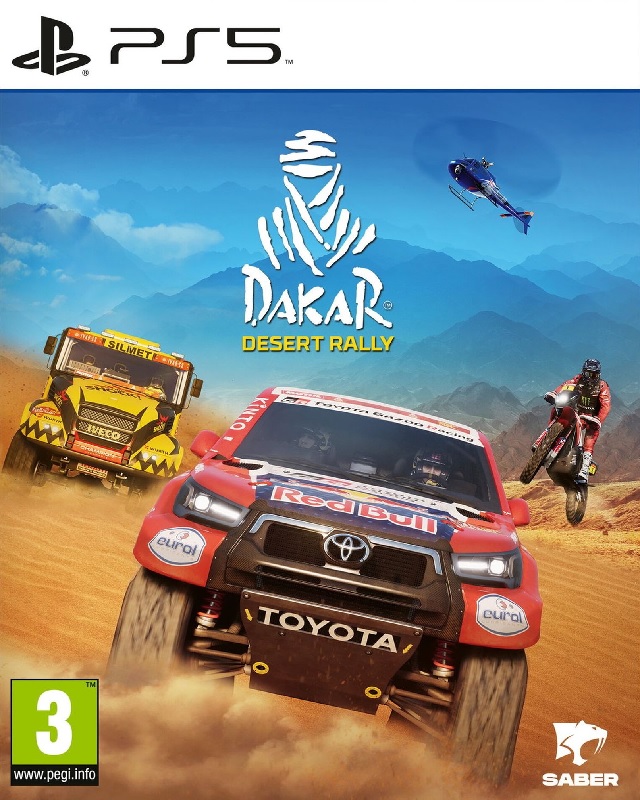 PS5
DAKAR
DESERT RALLY
SILMET
IVECO
Kinto
TOYOTA GAZOO Racing
Red Bull
eurol
eurol
TOYOTA
3
www.pegi.info
SABER